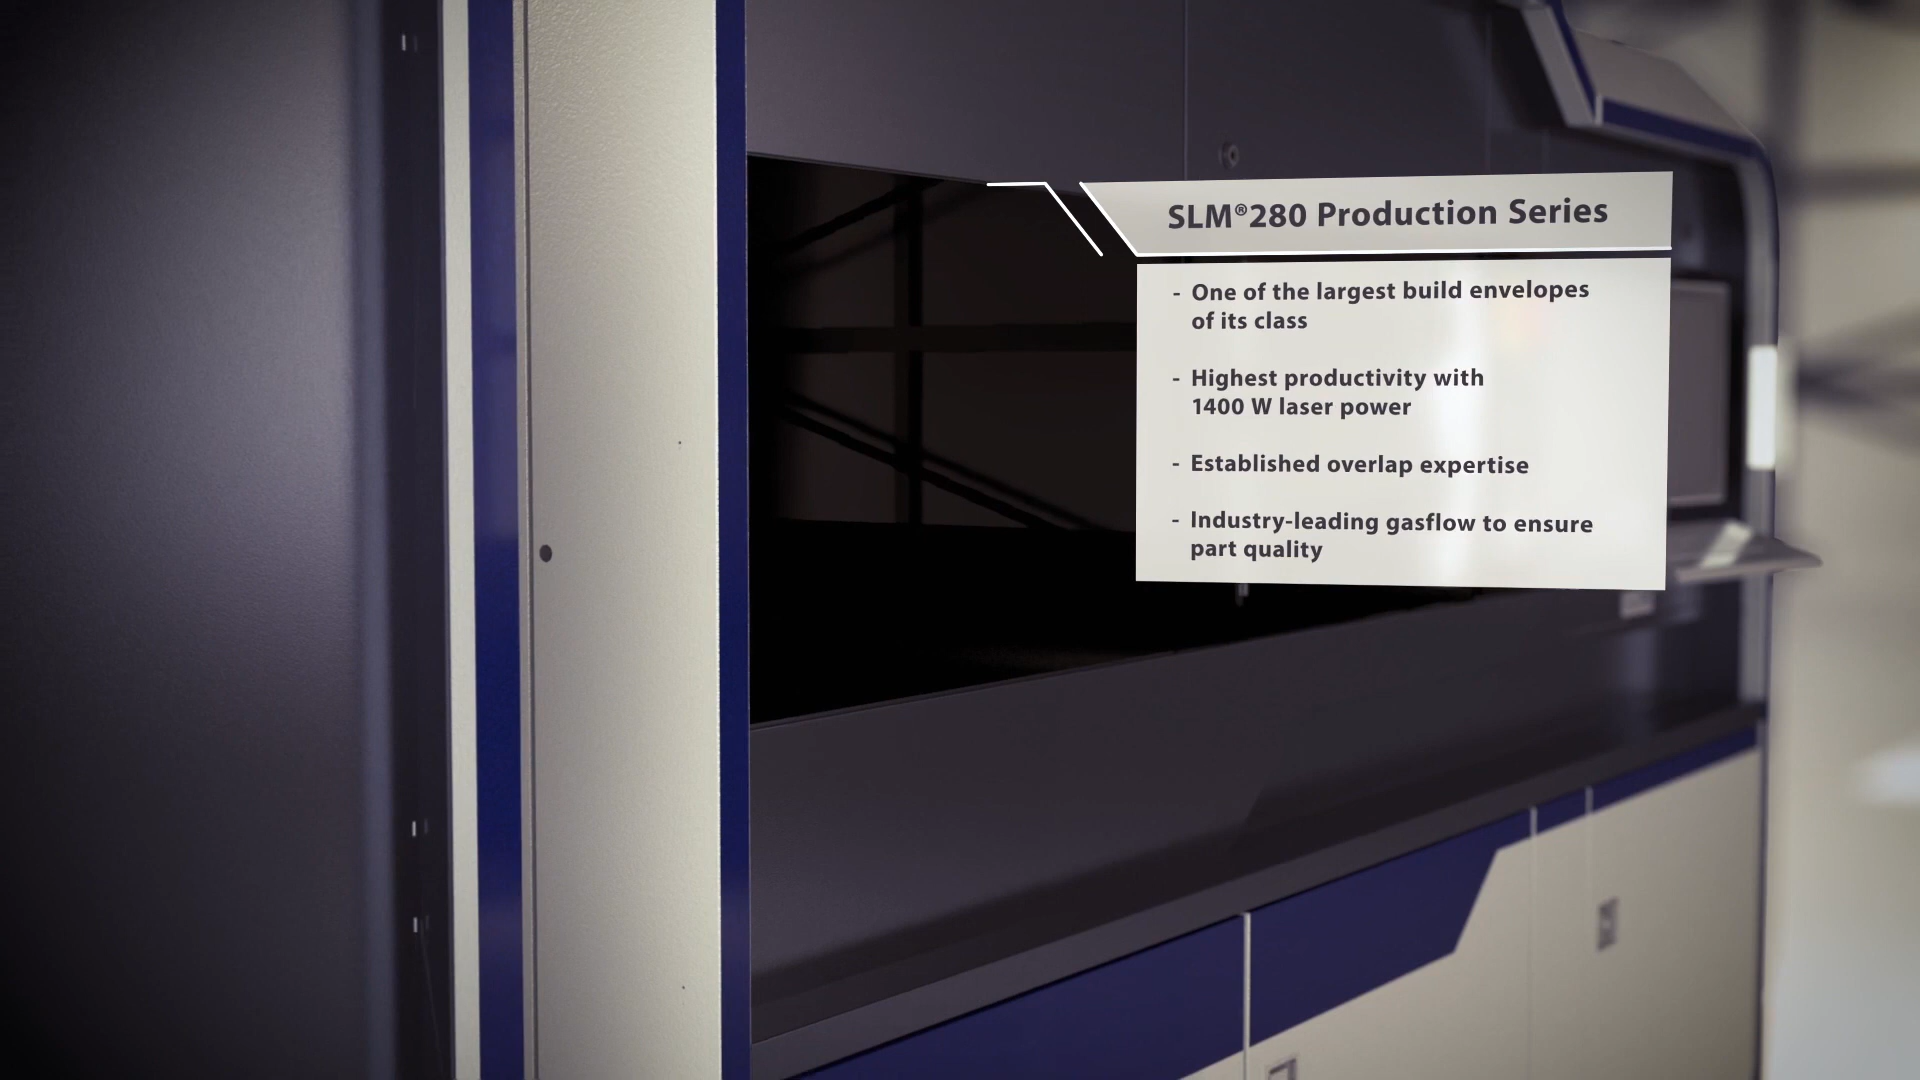 SLM®280 Production Series
- One of the largest build envelopes
of its class
- Highest productivity with
1400 W laser power
- Established overlap expertise
- Industry-leading gasflow to ensure
part quality